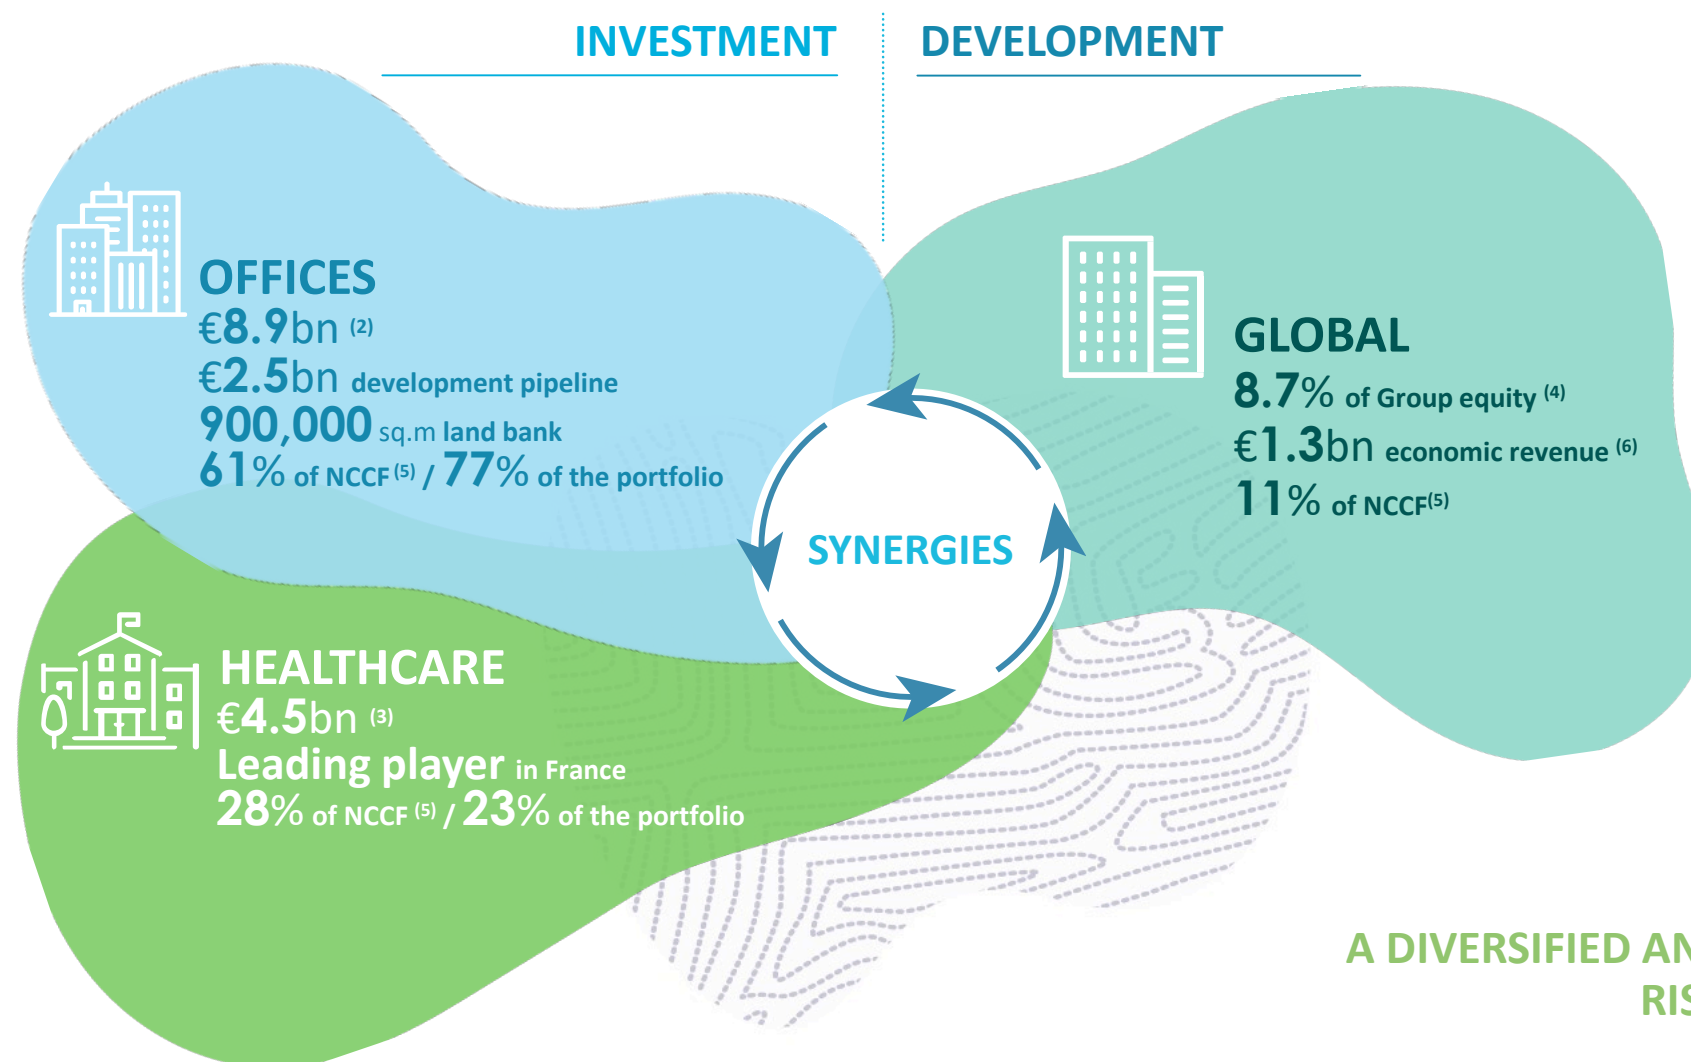 INVESTMENT
DEVELOPMENT
OFFICES
€8.9bn (2)
€2.5bn development pipeline
900,000 sq.m land bank
61% of NCCF (5) / 77% of the portfolio
GLOBAL
8.7% of Group equity (4)
€1.3bn economic revenue (6)
11% of NCCF(5)
SYNERGIES
HEALTHCARE
€4.5bn (3)
Leading player in France
28% of NCCF (5) / 23% of the portfolio
A DIVERSIFIED